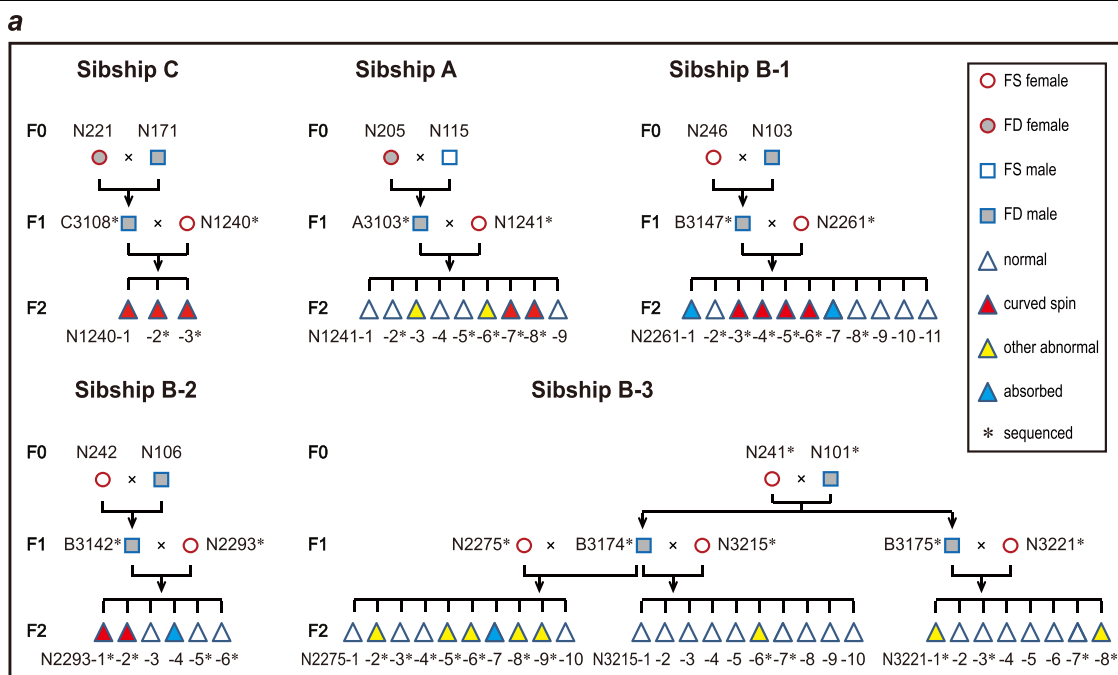 a
Sibship C
F0 N221 N171
×
F1 C3108* × N1240*
F2
N1240-1 -2* -3*
Sibship A
F0 N205 N115
×
F1 A3103* × N1241*
F2
N1241-1 -2* -3 -4 -5* -6* -7* -8* -9
Sibship B-1
F0 N246 N103
×
F1 B3147* × N2261*
F2
N2261-1 -2* -3* -4* -5* -6* -7 -8* -9 -10 -11
FS female
FD female
FS male
FD male
normal
curved spin
other abnormal
absorbed
* sequenced
Sibship B-2
F0 N242 N106
×
F1 B3142* × N2293*
F2
N2293-1* -2* -3 -4 -5* -6*
Sibship B-3
F0 N241* N101*
×
F1 N2275* × B3174* × N3215* B3175* × N3221*
F2
N2275-1 -2* -3* -4* -5* -6* -7 -8* -9* -10 N3215-1 -2 -3 -4 -5 -6* -7* -8 -9 -10 N3221-1* -2 -3* -4 -5 -6 -7* -8*